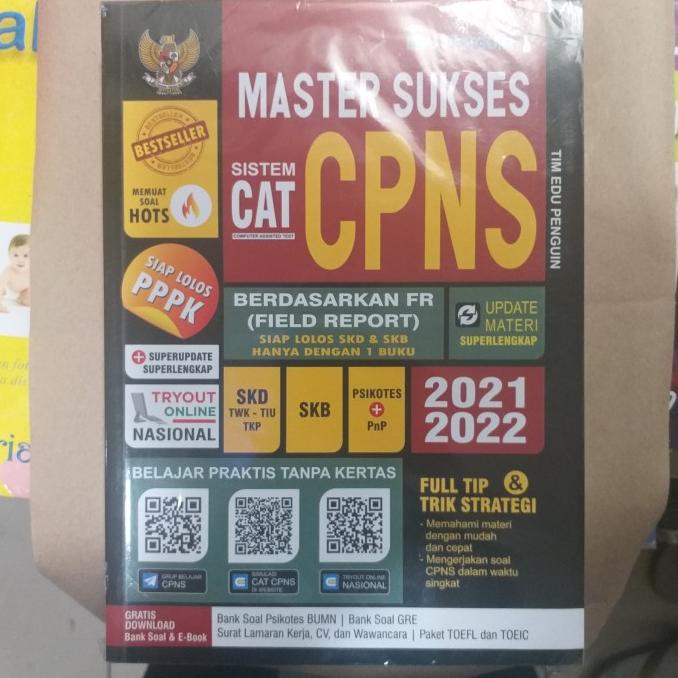 MASTER SUKSES
SISTEM
CAT
COMPUTER ASSISTED TEST
CPNS
TIM EDU PENGUIN
BESTSELLER
BESTSELLER
BESTSELLER
MEMUAT
SOAL
HOTS
SIAP LOLOS
PPPK
BERDASARKAN FR
(FIELD REPORT)
SIAP LOLOS SKD & SKB
HANYA DENGAN 1 BUKU
UPDATE
MATERI
SUPERLENGKAP
SUPERUPDATE
SUPERLENGKAP
TRYOUT
ONLINE
NASIONAL
SKD
TWK - TIU
TKP
SKB
PSIKOTES
+
PnP
2021
2022
BELAJAR PRAKTIS TANPA KERTAS
GRUP BELAJAR
CPNS
SIMULASI
CAT CPNS
DI WEBSITE
TRYOUT ONLINE
NASIONAL
FULL TIP &
TRIK STRATEGI
- Memahami materi
dengan mudah
dan cepat
- Mengerjakan soal
CPNS dalam waktu
singkat
GRATIS
DOWNLOAD
Bank Soal & E-Book
Bank Soal Psikotes BUMN | Bank Soal GRE
Surat Lamaran Kerja, CV, dan Wawancara | Paket TOEFL dan TOEIC